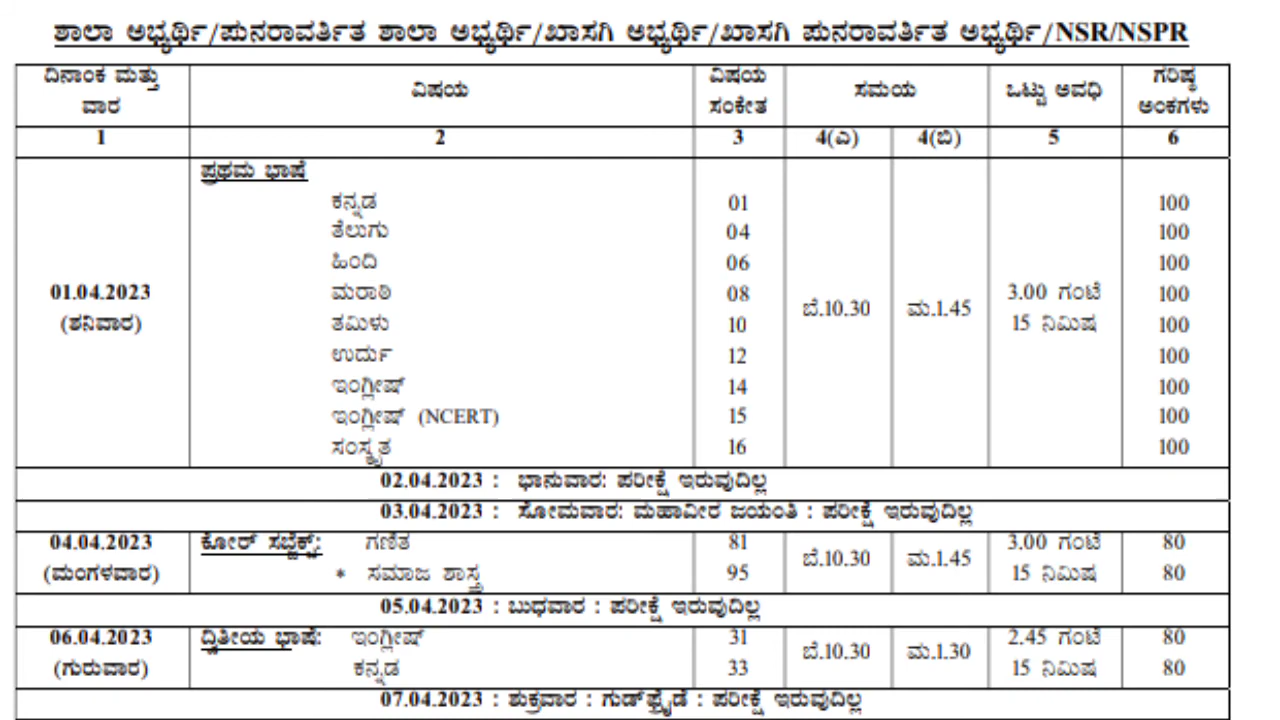 ಶಾಲಾ ಅಭ್ಯರ್ಥಿ/ಪುನರಾವರ್ತಿತ ಶಾಲಾ ಅಭ್ಯರ್ಥಿ/ಖಾಸಗಿ ಅಭ್ಯರ್ಥಿ/ಖಾಸಗಿ ಪುನರಾವರ್ತಿತ ಅಭ್ಯರ್ಥಿ/NSR/NSPR
ದಿನಾಂಕ ಮತ್ತು ವಾರ ವಿಷಯ ವಿಷಯ ಸಂಕೇತ ಸಮಯ ಒಟ್ಟು ಅವಧಿ ಗರಿಷ್ಠ ಅಂಕಗಳು
1 2 3 4(ಎ) 4(ಬಿ) 5 6
ಪ್ರಥಮ ಭಾಷೆ
ಕನ್ನಡ 01 100
ತೆಲುಗು 04 100
ಹಿಂದಿ 06 100
01.04.2023 ಮರಾಠಿ 08 ಬೆ.10.30 ಮ.1.45 3.00 ಗಂಟೆ 100
(ಶನಿವಾರ) ತಮಿಳು 10 15 ನಿಮಿಷ 100
ಉರ್ದು 12 100
ಇಂಗ್ಲೀಷ್ 14 100
ಇಂಗ್ಲೀಷ್ (NCERT) 15 100
ಸಂಸ್ಕೃತ 16 100
02.04.2023 : ಭಾನುವಾರ: ಪರೀಕ್ಷೆ ಇರುವುದಿಲ್ಲ
03.04.2023 : ಸೋಮವಾರ: ಮಹಾವೀರ ಜಯಂತಿ : ಪರೀಕ್ಷೆ ಇರುವುದಿಲ್ಲ
04.04.2023 ಕೋರ್ ಸಬ್ಜೆಕ್ಟ್: ಗಣಿತ 81 ಬೆ.10.30 ಮ.1.45 3.00 ಗಂಟೆ 80
(ಮಂಗಳವಾರ) * ಸಮಾಜ ಶಾಸ್ತ್ರ 95 15 ನಿಮಿಷ 80
05.04.2023 : ಬುಧವಾರ : ಪರೀಕ್ಷೆ ಇರುವುದಿಲ್ಲ
06.04.2023 ದ್ವಿತೀಯ ಭಾಷೆ: ಇಂಗ್ಲೀಷ್ 31 ಬೆ.10.30 ಮ.1.30 2.45 ಗಂಟೆ 80
(ಗುರುವಾರ) ಕನ್ನಡ 33 15 ನಿಮಿಷ 80
07.04.2023 : ಶುಕ್ರವಾರ : ಗುಡ್‌ಫ್ರೈಡೆ : ಪರೀಕ್ಷೆ ಇರುವುದಿಲ್ಲ